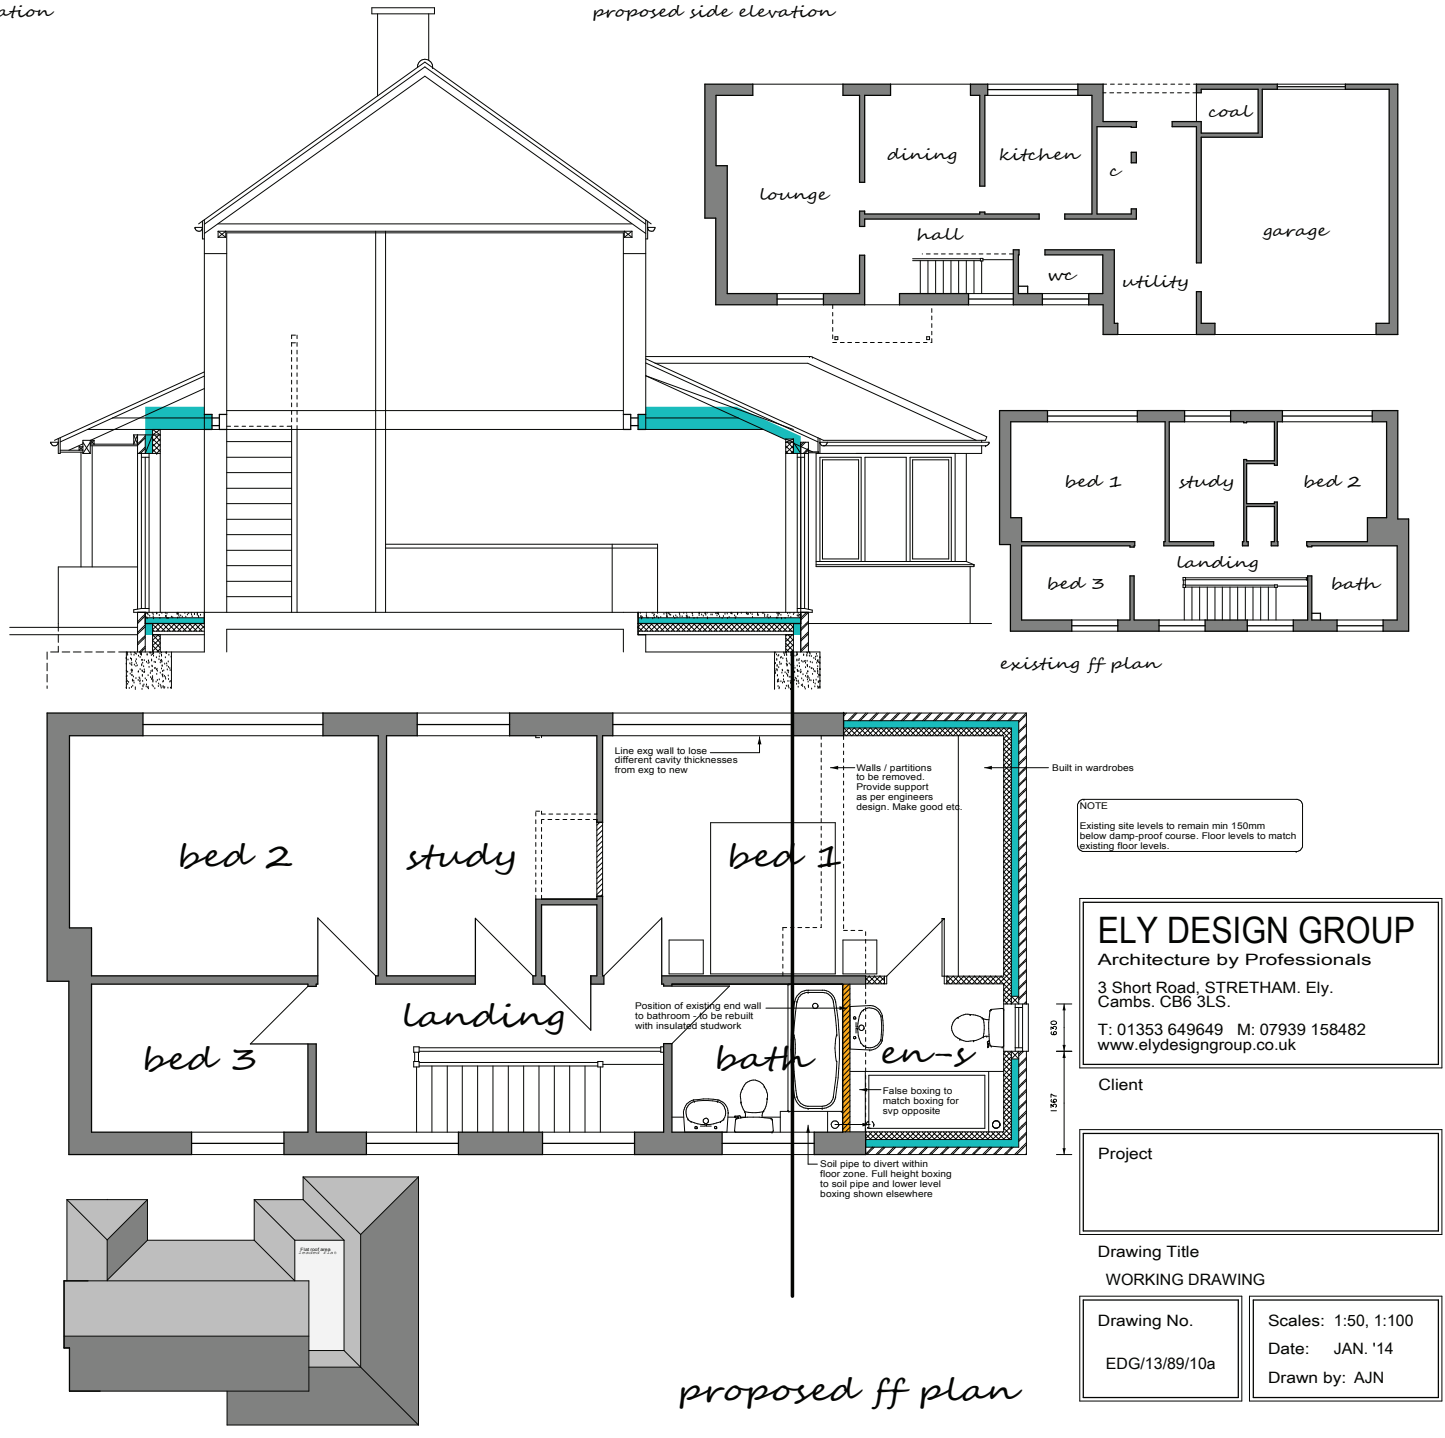 ation
proposed side elevation
lounge
dining
kitchen
c
coal
garage
hall
wc
utility
bed 1
study
bed 2
landing
bed 3
bath
existing ff plan
Line exg wall to lose
different cavity thicknesses
from exg to new
Walls / partitions
to be removed.
Provide support
as per engineers
design. Make good etc.
Built in wardrobes
bed 2
study
bed 1
landing
bed 3
Position of existing end wall
to bathroom - to be rebuilt
with insulated studwork
bath
en-s
False boxing to
match boxing for
svp opposite
630
1367
Soil pipe to divert within
floor zone. Full height boxing
to soil pipe and lower level
boxing shown elsewhere
Flat roof area
Leaded Flat
proposed ff plan
NOTE
Existing site levels to remain min 150mm
below damp-proof course. Floor levels to match
existing floor levels.
ELY DESIGN GROUP
Architecture by Professionals
3 Short Road, STRETHAM. Ely.
Cambs. CB6 3LS.
T: 01353 649649 M: 07939 158482
www.elydesigngroup.co.uk
Client
Project
Drawing Title
WORKING DRAWING
Drawing No.
EDG/13/89/10a
Scales: 1:50, 1:100
Date: JAN. '14
Drawn by: AJN